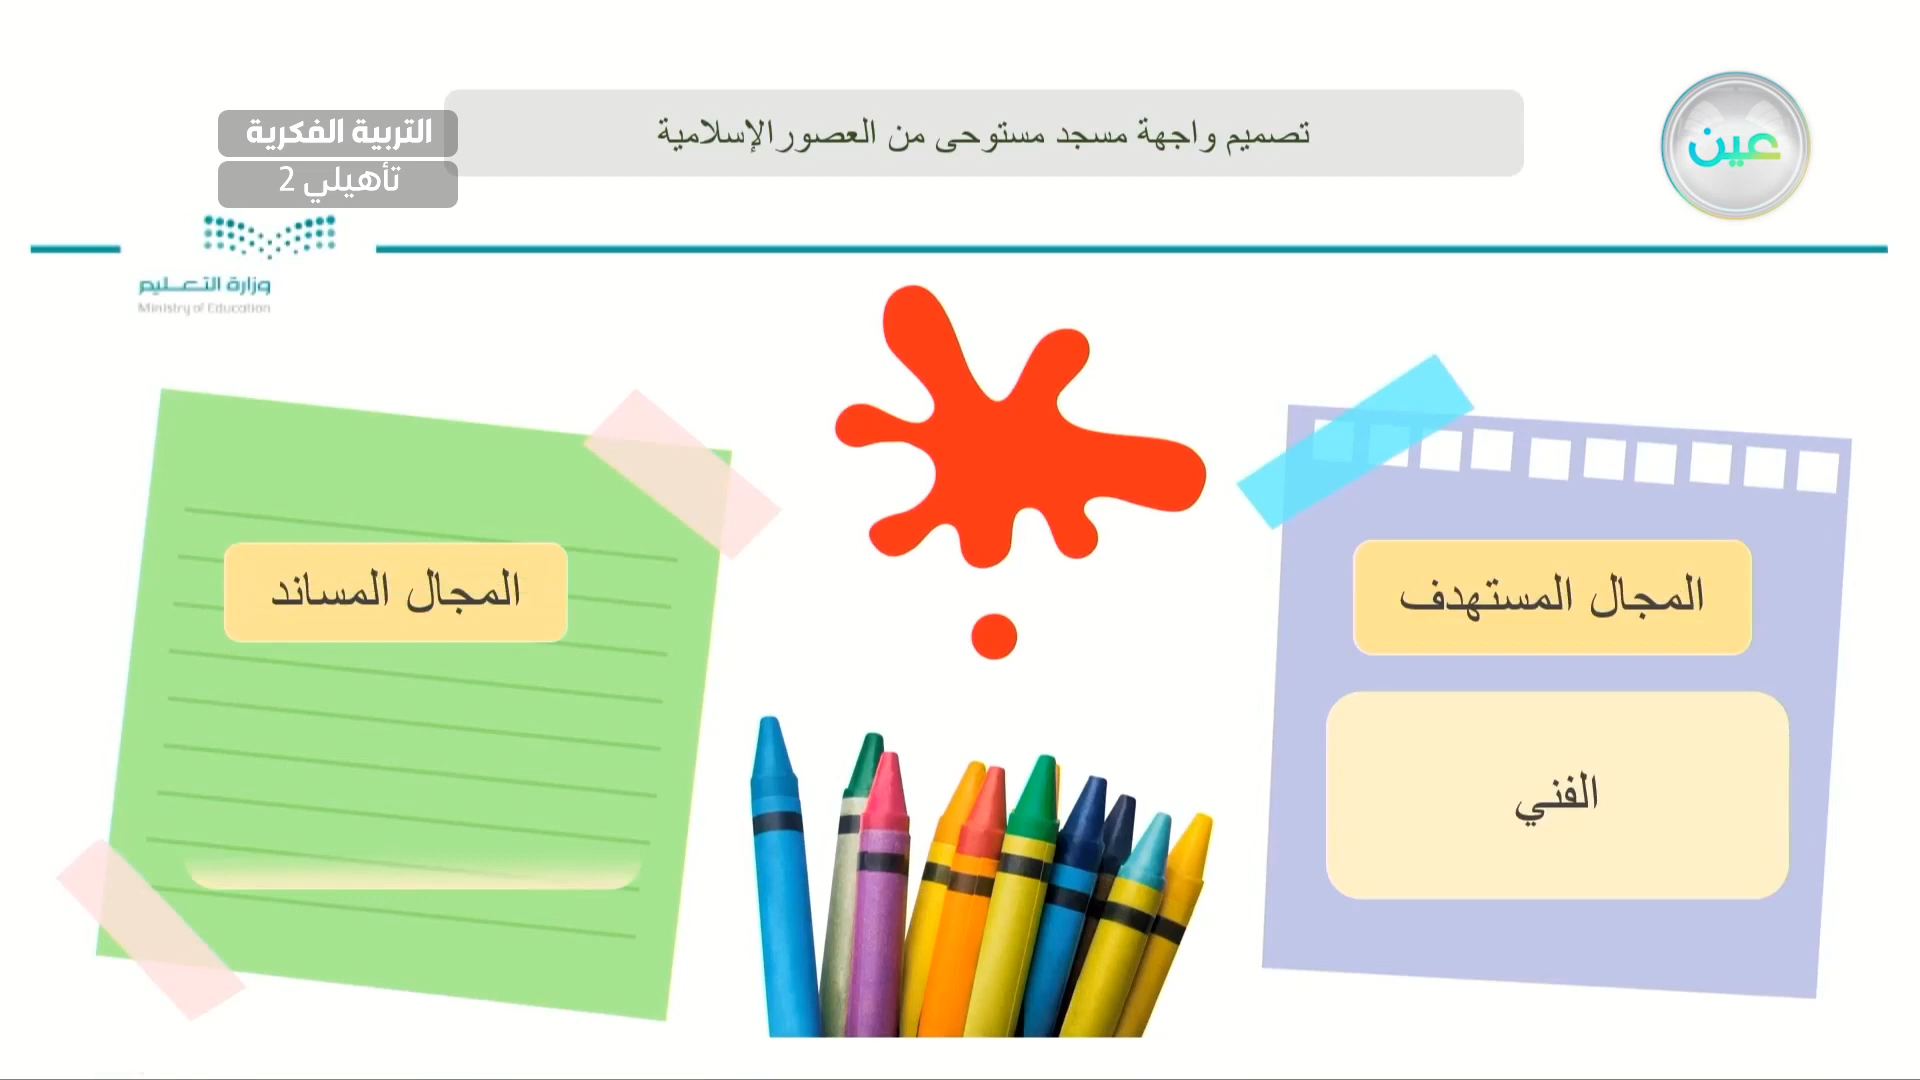 تصميم واجهة مسجد مستوحى من العصور الإسلامية
عين
التربية الفكرية
تأهيلي 2
وزارة التعليم
Ministry of Education
المجال المستهدف
الفني
المجال المساند